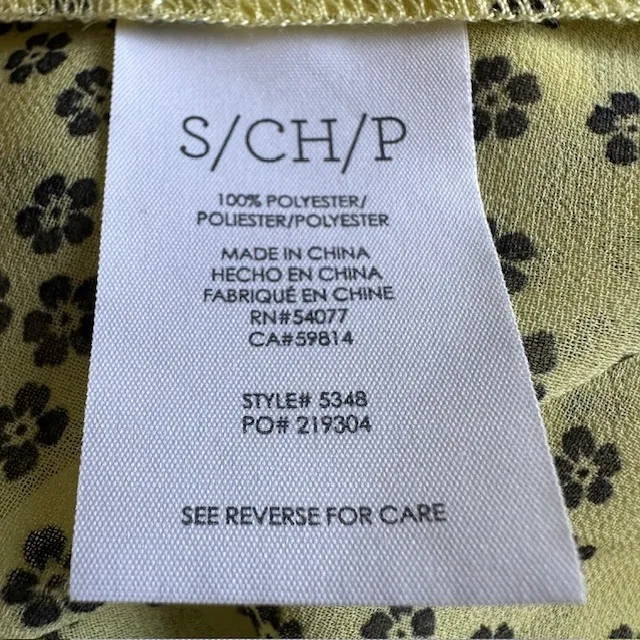 S/CH/P
100% POLYESTER/
POLIESTER/POLYESTER
MADE IN CHINA
HECHO EN CHINA
FABRIQUÉ EN CHINE
RN#54077
CA#59814
STYLE# 5348
PO# 219304
SEE REVERSE FOR CARE